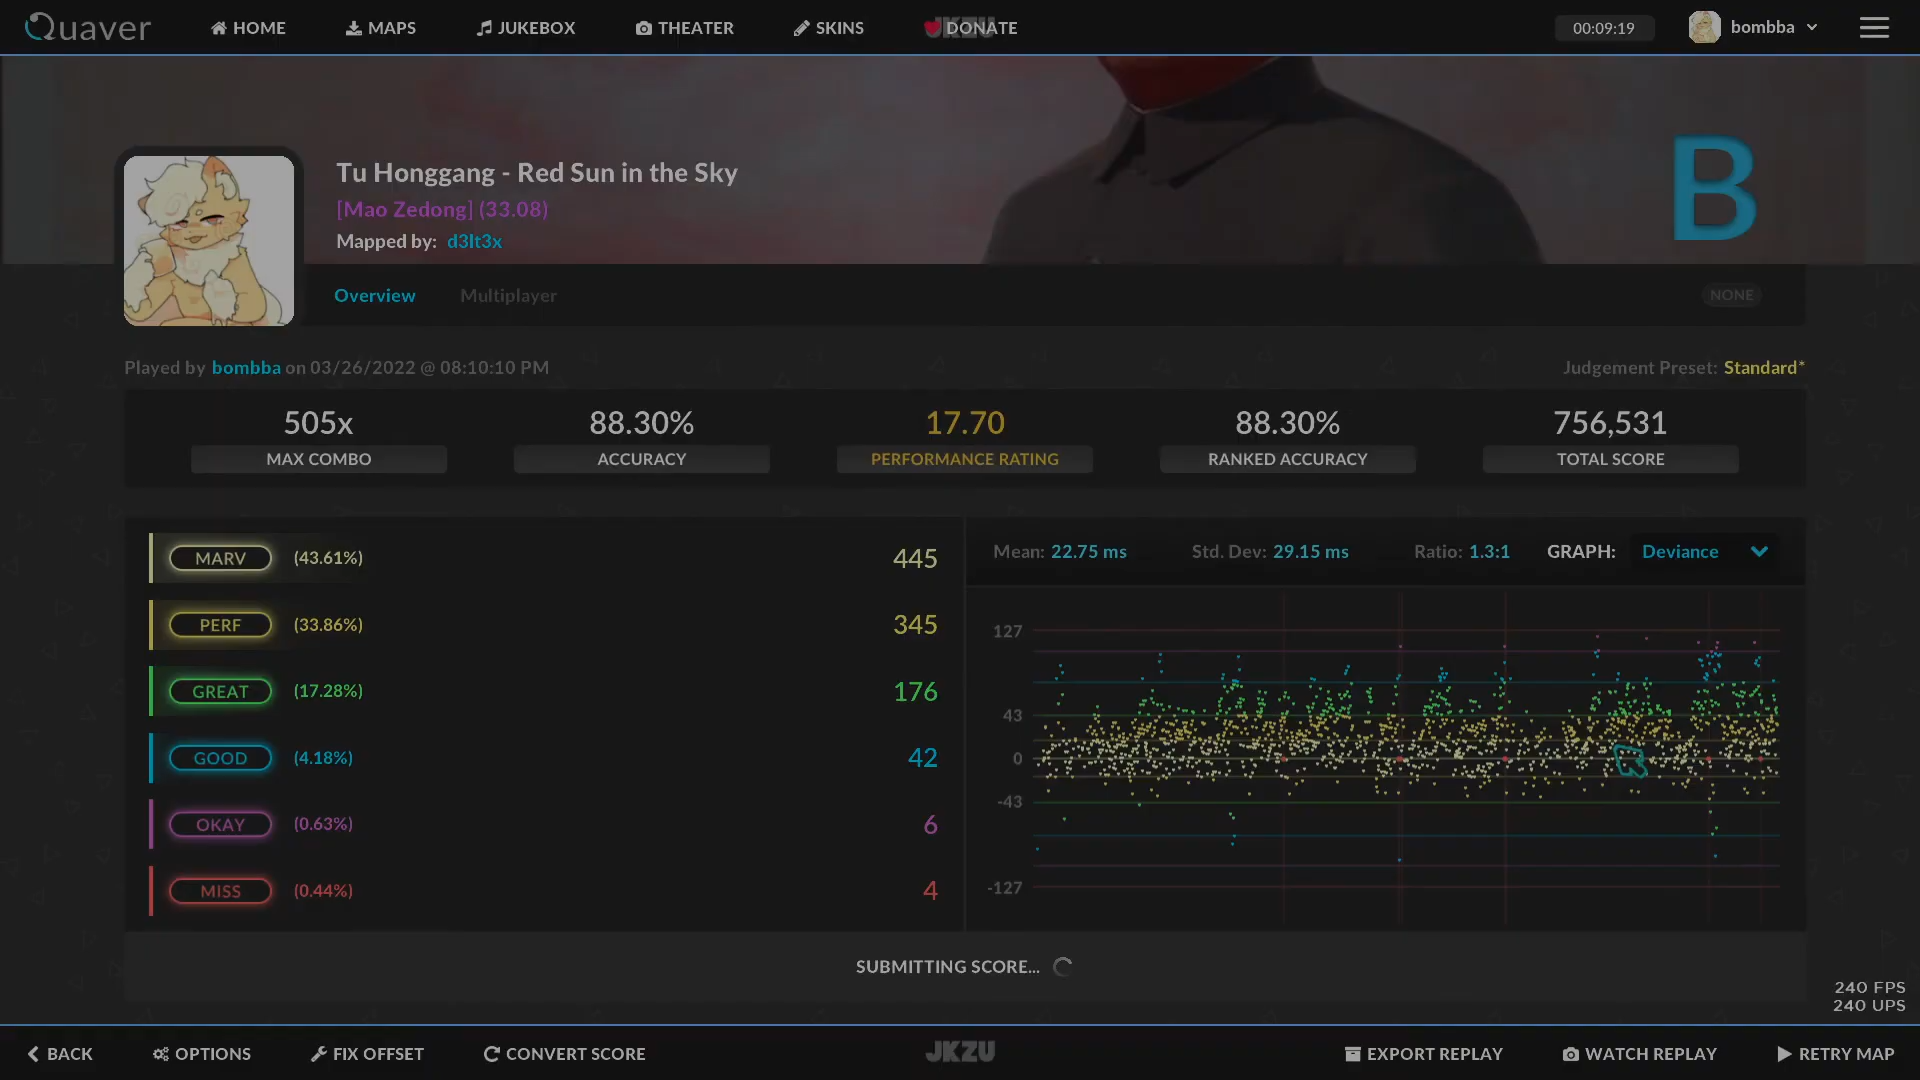 Quaver
HOME
MAPS
JUKEBOX
THEATER
SKINS
JKZU
DONATE
00:09:19
bombba
Tu Honggang - Red Sun in the Sky
[Mao Zedong] (33.08)
Mapped by: d3lt3x
B
Overview
Multiplayer
NONE
Played by bombba on 03/26/2022 @ 08:10:10 PM
Judgement Preset: Standard*
505x
MAX COMBO
88.30%
ACCURACY
17.70
PERFORMANCE RATING
88.30%
RANKED ACCURACY
756,531
TOTAL SCORE
MARV (43.61%) 445
PERF (33.86%) 345
GREAT (17.28%) 176
GOOD (4.18%) 42
OKAY (0.63%) 6
MISS (0.44%) 4
Mean: 22.75 ms
Std. Dev: 29.15 ms
Ratio: 1.3:1
GRAPH: Deviance
127
43
0
-43
-127
SUBMITTING SCORE...
240 FPS
240 UPS
BACK
OPTIONS
FIX OFFSET
CONVERT SCORE
JKZU
EXPORT REPLAY
WATCH REPLAY
RETRY MAP